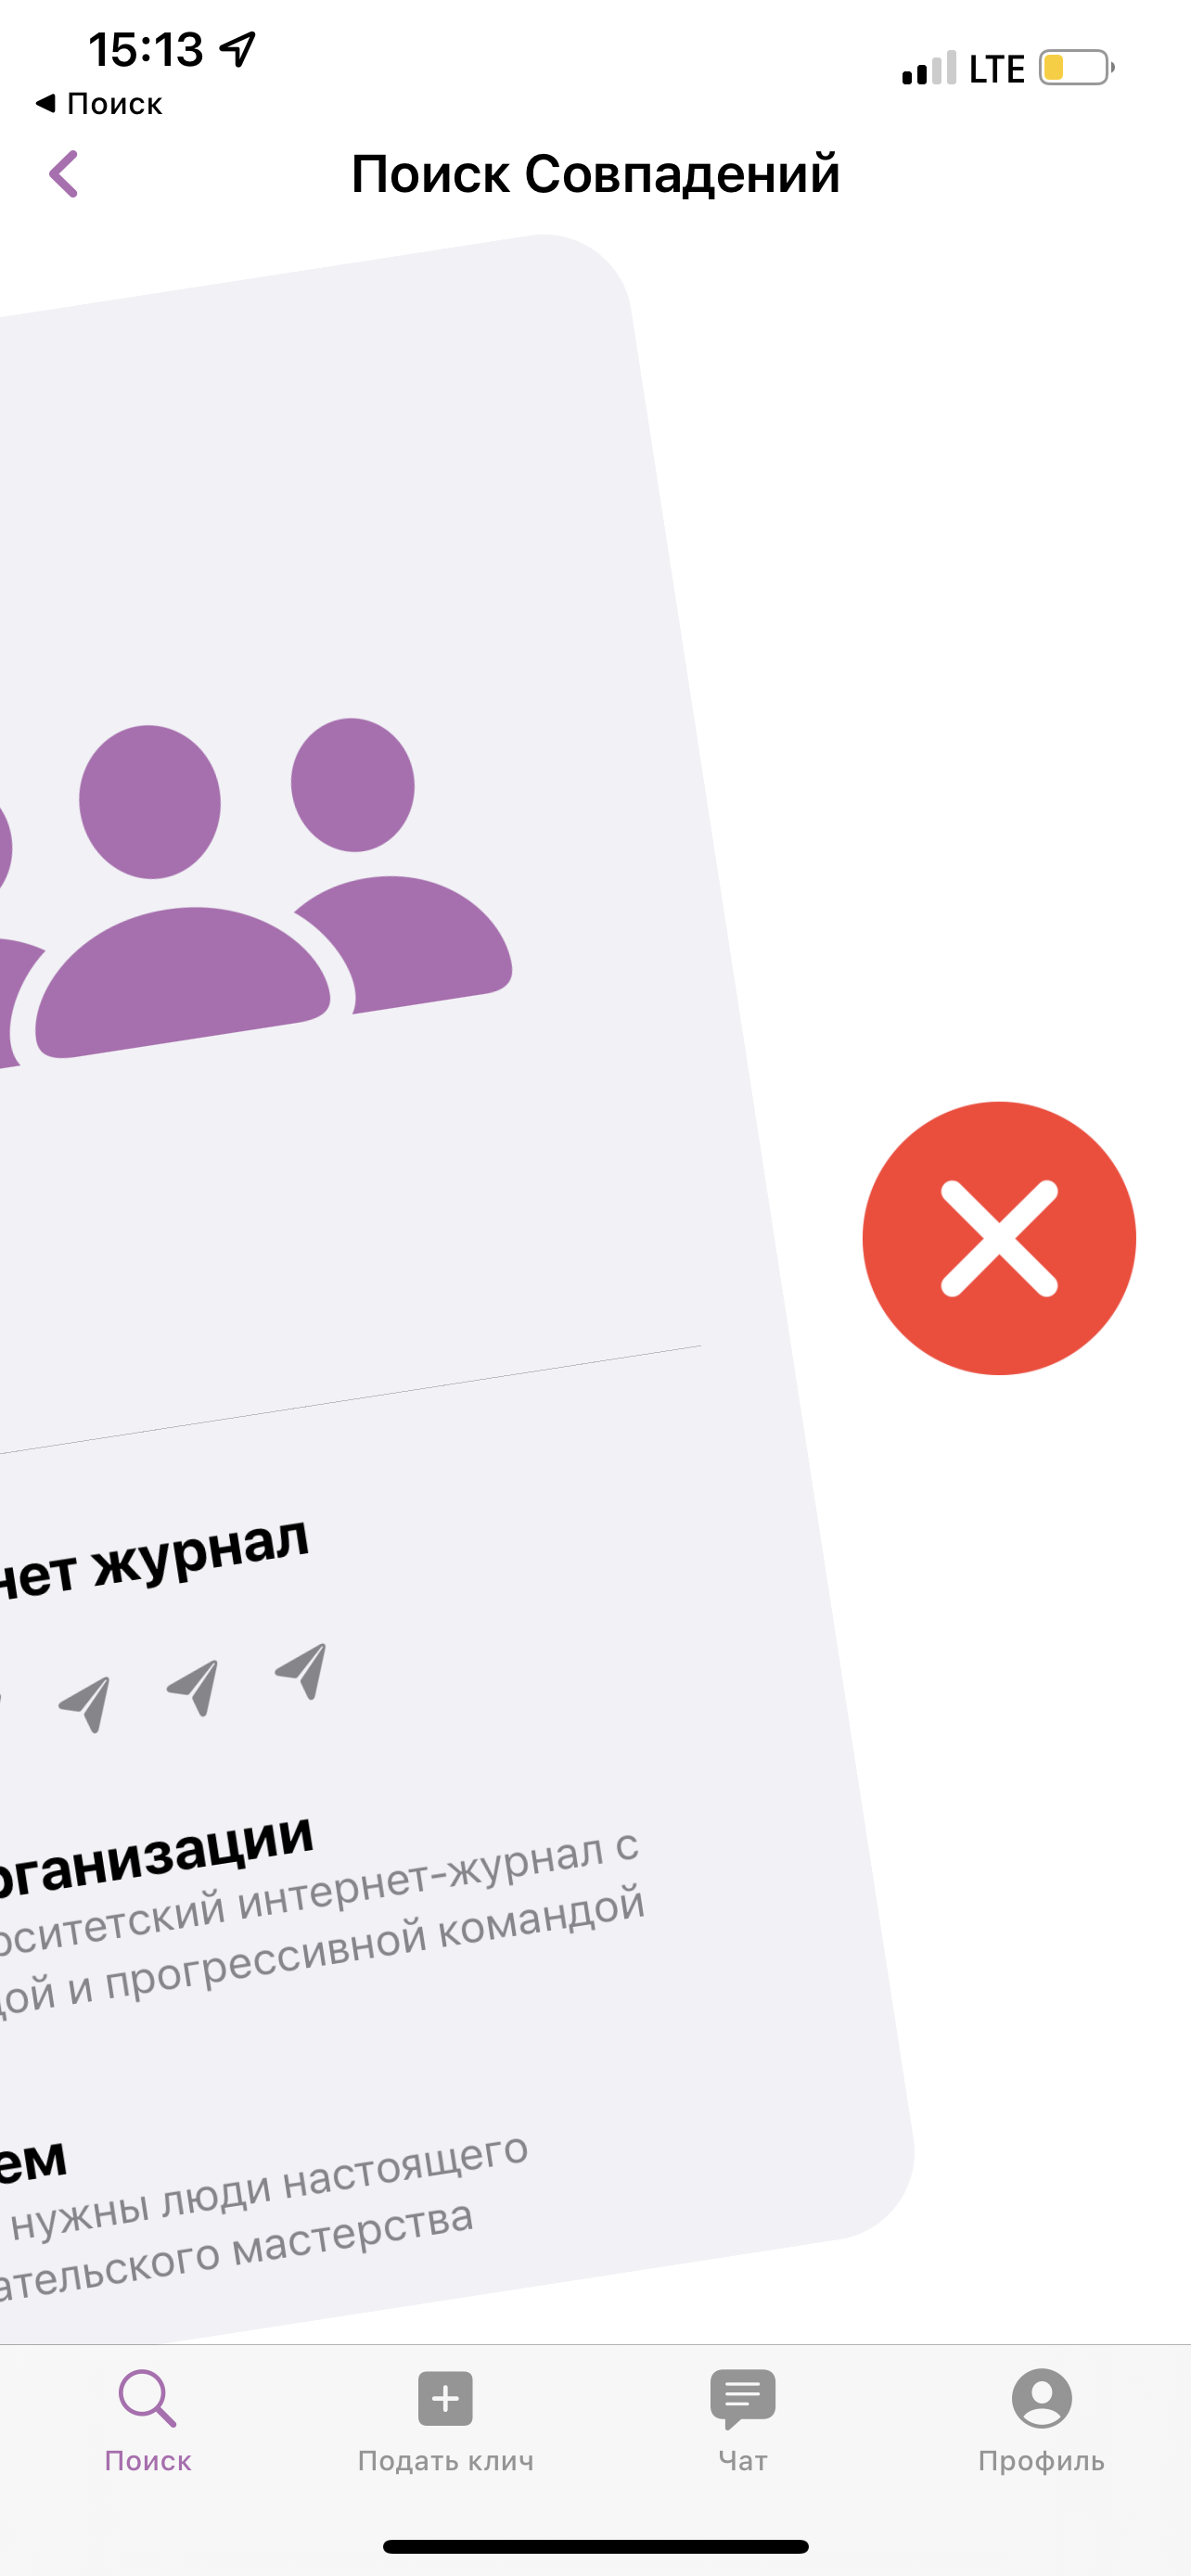 15:13
LTE
Поиск
Поиск Совпадений
нет журнал
рганизации
рситетский интернет-журнал с
дой и прогрессивной командой
ем
нужны люди настоящего
ательского мастерства
Поиск
Подать клич
Чат
Профиль